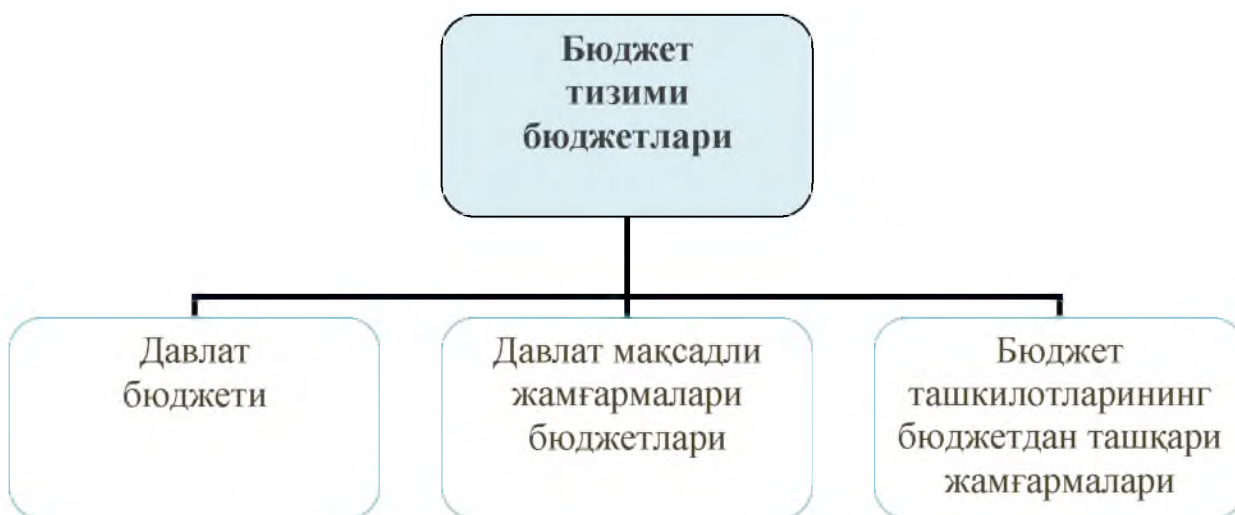 Бюджет
тизими
бюджетлари
Давлат
бюджети
Давлат мақсадли
жамғармалари
бюджетлари
Бюджет
ташкилотларининг
бюджетдан ташқари
жамғармалари